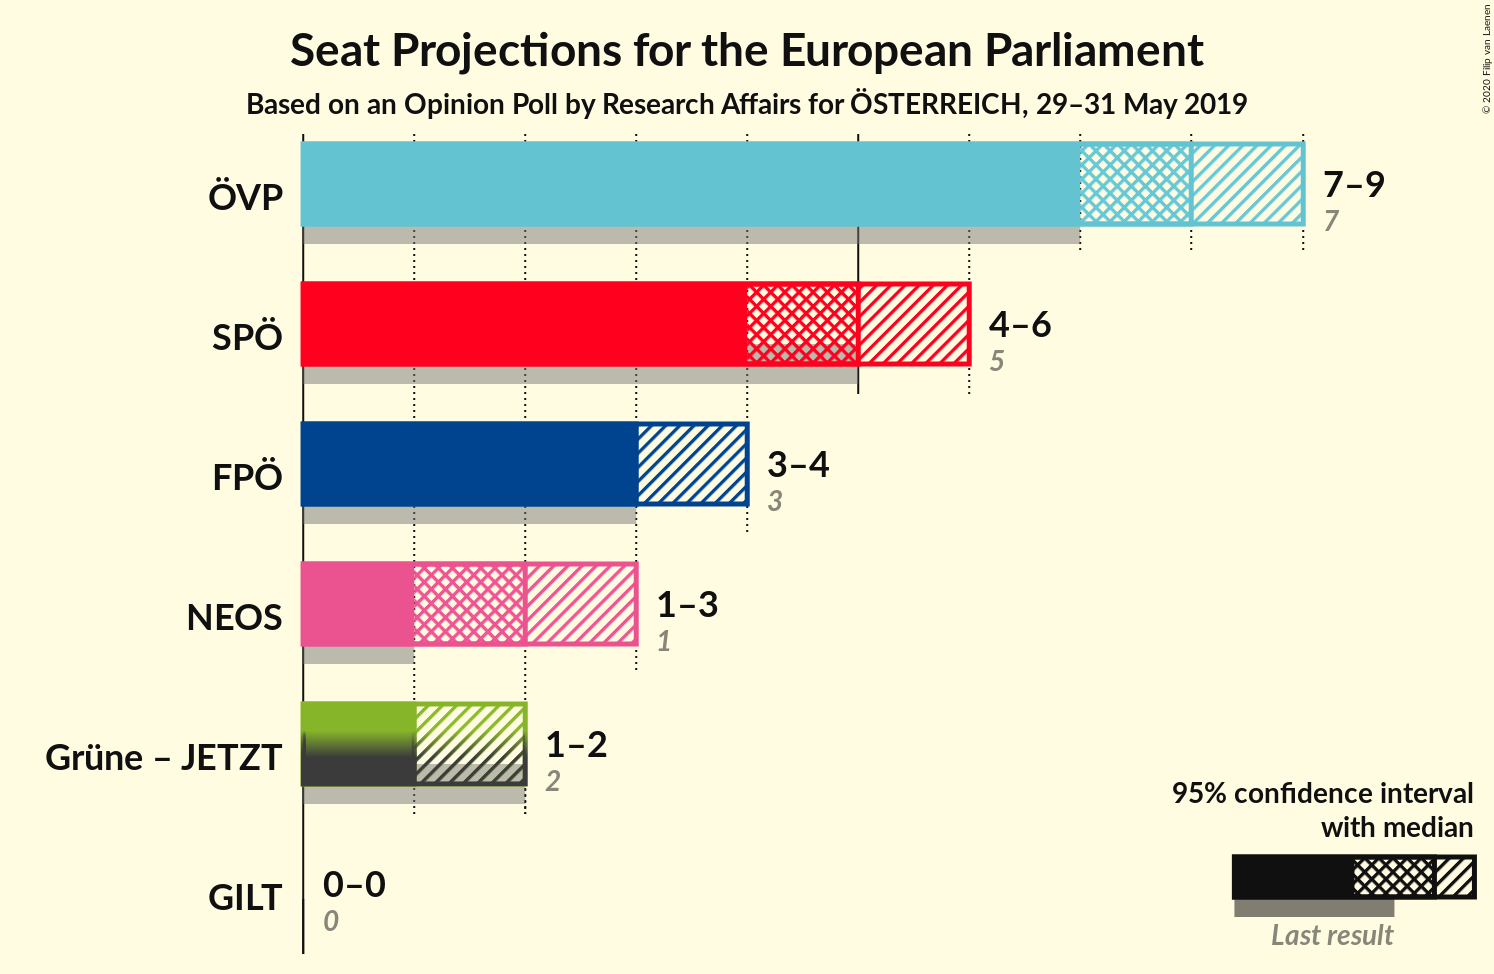 Seat Projections for the European Parliament
Based on an Opinion Poll by Research Affairs for ÖSTERREICH, 29–31 May 2019
© 2020 Filip van Laenen
ÖVP
7–9
7
SPÖ
4–6
5
FPÖ
3–4
3
NEOS
1–3
1
Grüne – JETZT
1–2
2
GILT
0–0
0
95% confidence interval
with median
Last result